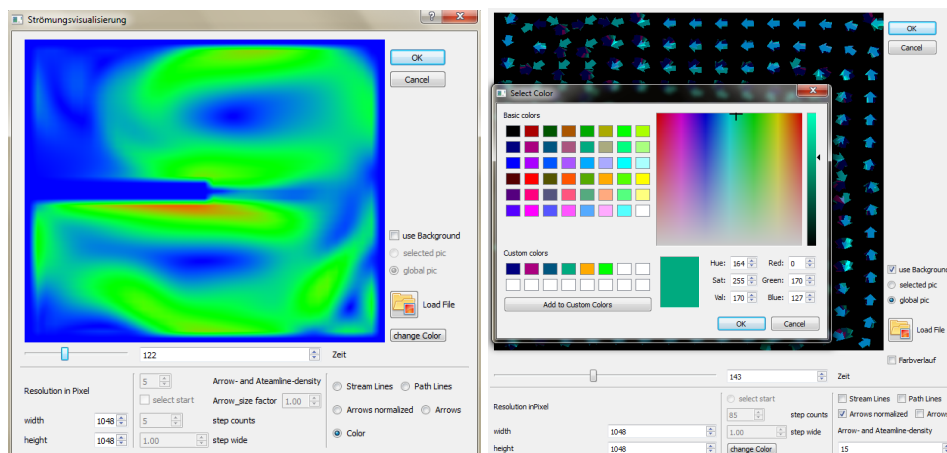 Strömungsvisualisierung
OK
Cancel
use Background
selected pic
global pic
Load File
change Color
122
Zeit
Resolution in Pixel
5
Arrow- and Ateamline-density
select start
Arrow_size factor
1.00
width
1048
5
step counts
height
1048
1.00
step wide
Stream Lines
Path Lines
Arrows normalized
Arrows
Color
OK
Cancel
Select Color
Basic colors
Custom colors
Add to Custom Colors
Hue: 164
Red: 0
Sat: 255
Green: 170
Val: 170
Blue: 127
OK
Cancel
use Background
selected pic
global pic
Load File
Farbverlauf
143
Zeit
Resolution inPixel
select start
85
step counts
width
1048
1.00
step wide
height
1048
change Color
Stream Lines
Path Lines
Arrows normalized
Arrows
Arrow- and Ateamline-density
15